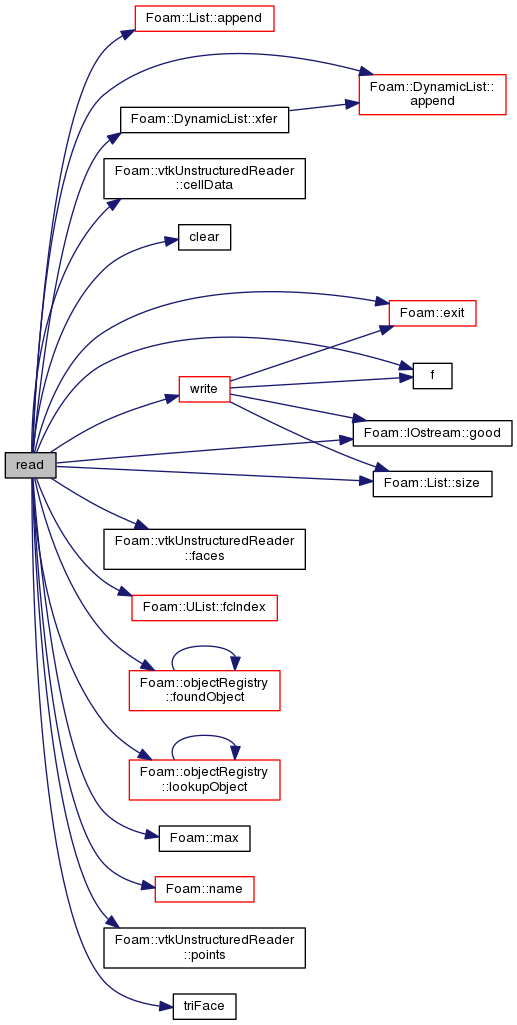 Foam::List::append
Foam::DynamicList::
append
Foam::DynamicList::xfer
Foam::vtkUnstructuredReader
::cellData
clear
Foam::exit
f
write
Foam::IOstream::good
read
Foam::List::size
Foam::vtkUnstructuredReader
::faces
Foam::UList::fcIndex
Foam::objectRegistry
::foundObject
Foam::objectRegistry
::lookupObject
Foam::max
Foam::name
Foam::vtkUnstructuredReader
::points
triFace